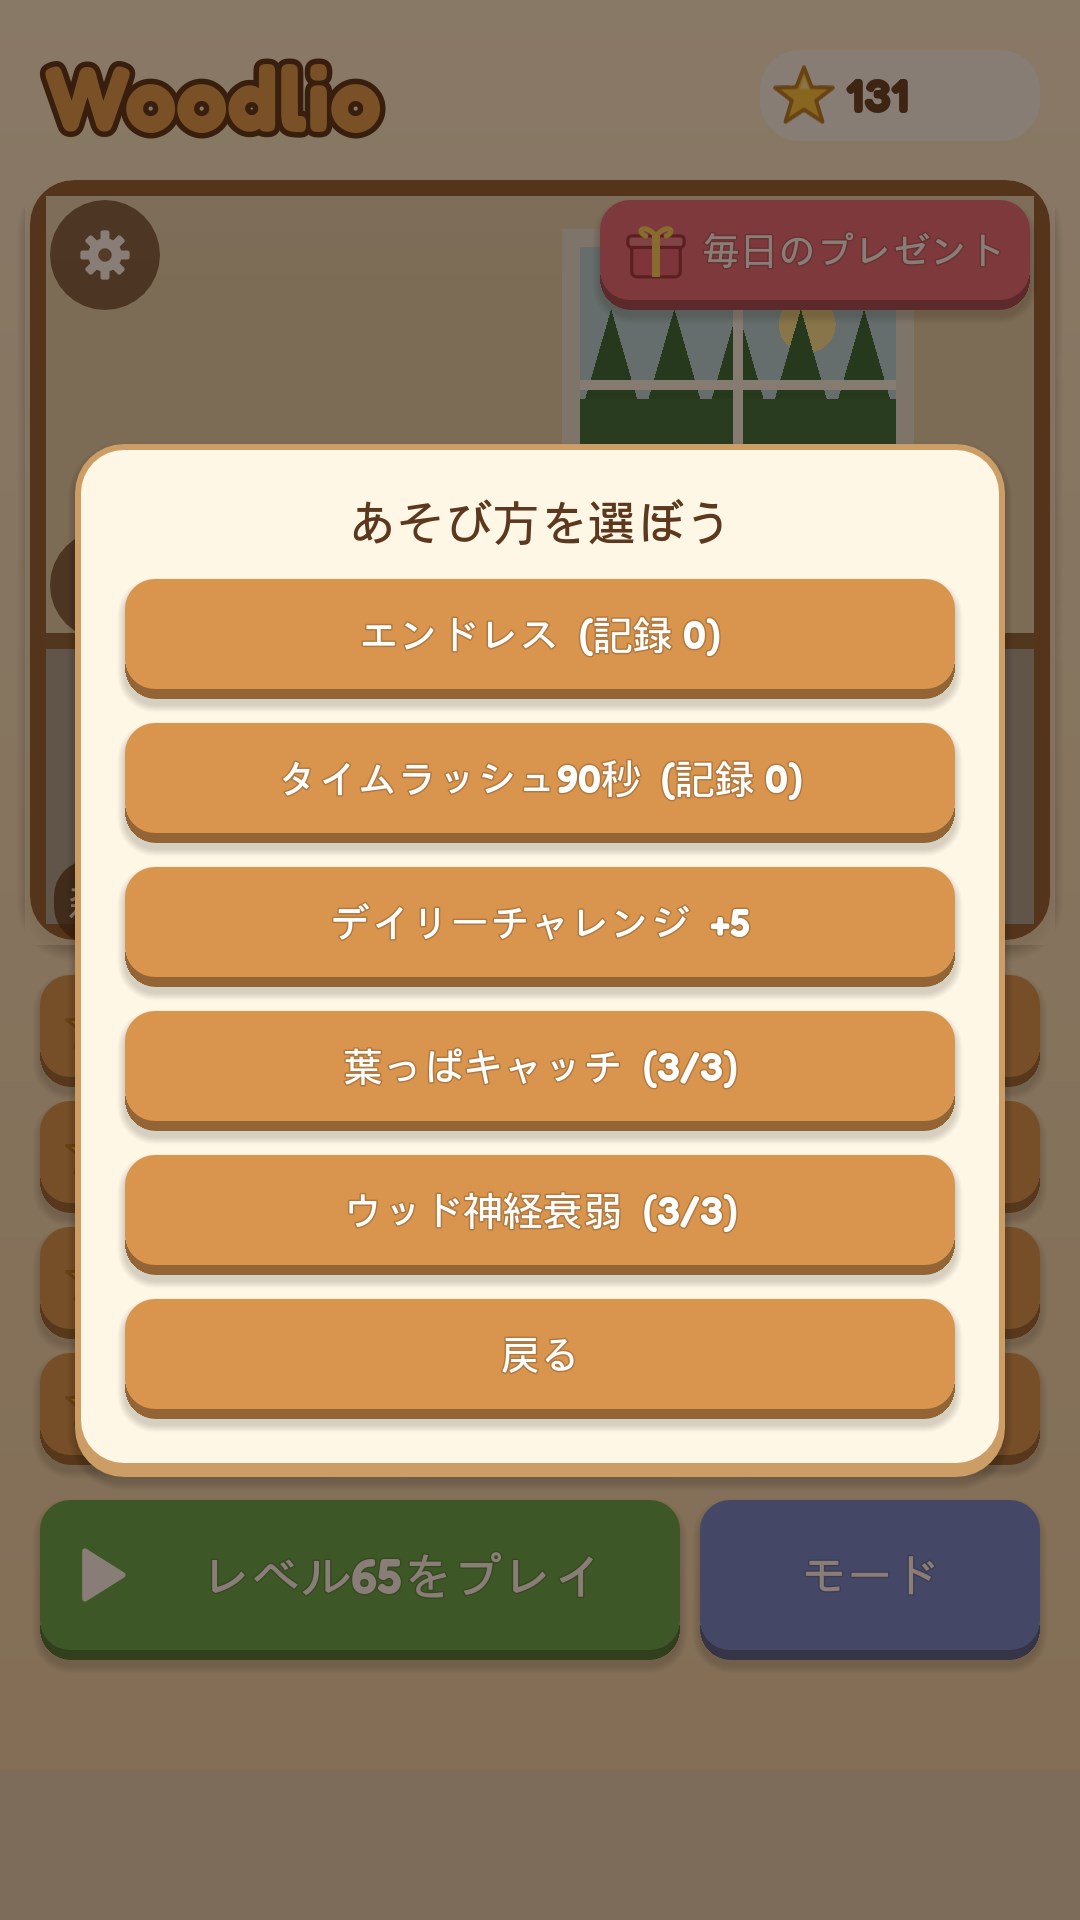 Woodlio
131
毎日のプレゼント
あそび方を選ぼう
エンドレス (記録 0)
タイムラッシュ90秒 (記録 0)
デイリーチャレンジ +5
葉っぱキャッチ (3/3)
ウッド神経衰弱 (3/3)
戻る
レベル65をプレイ
モード